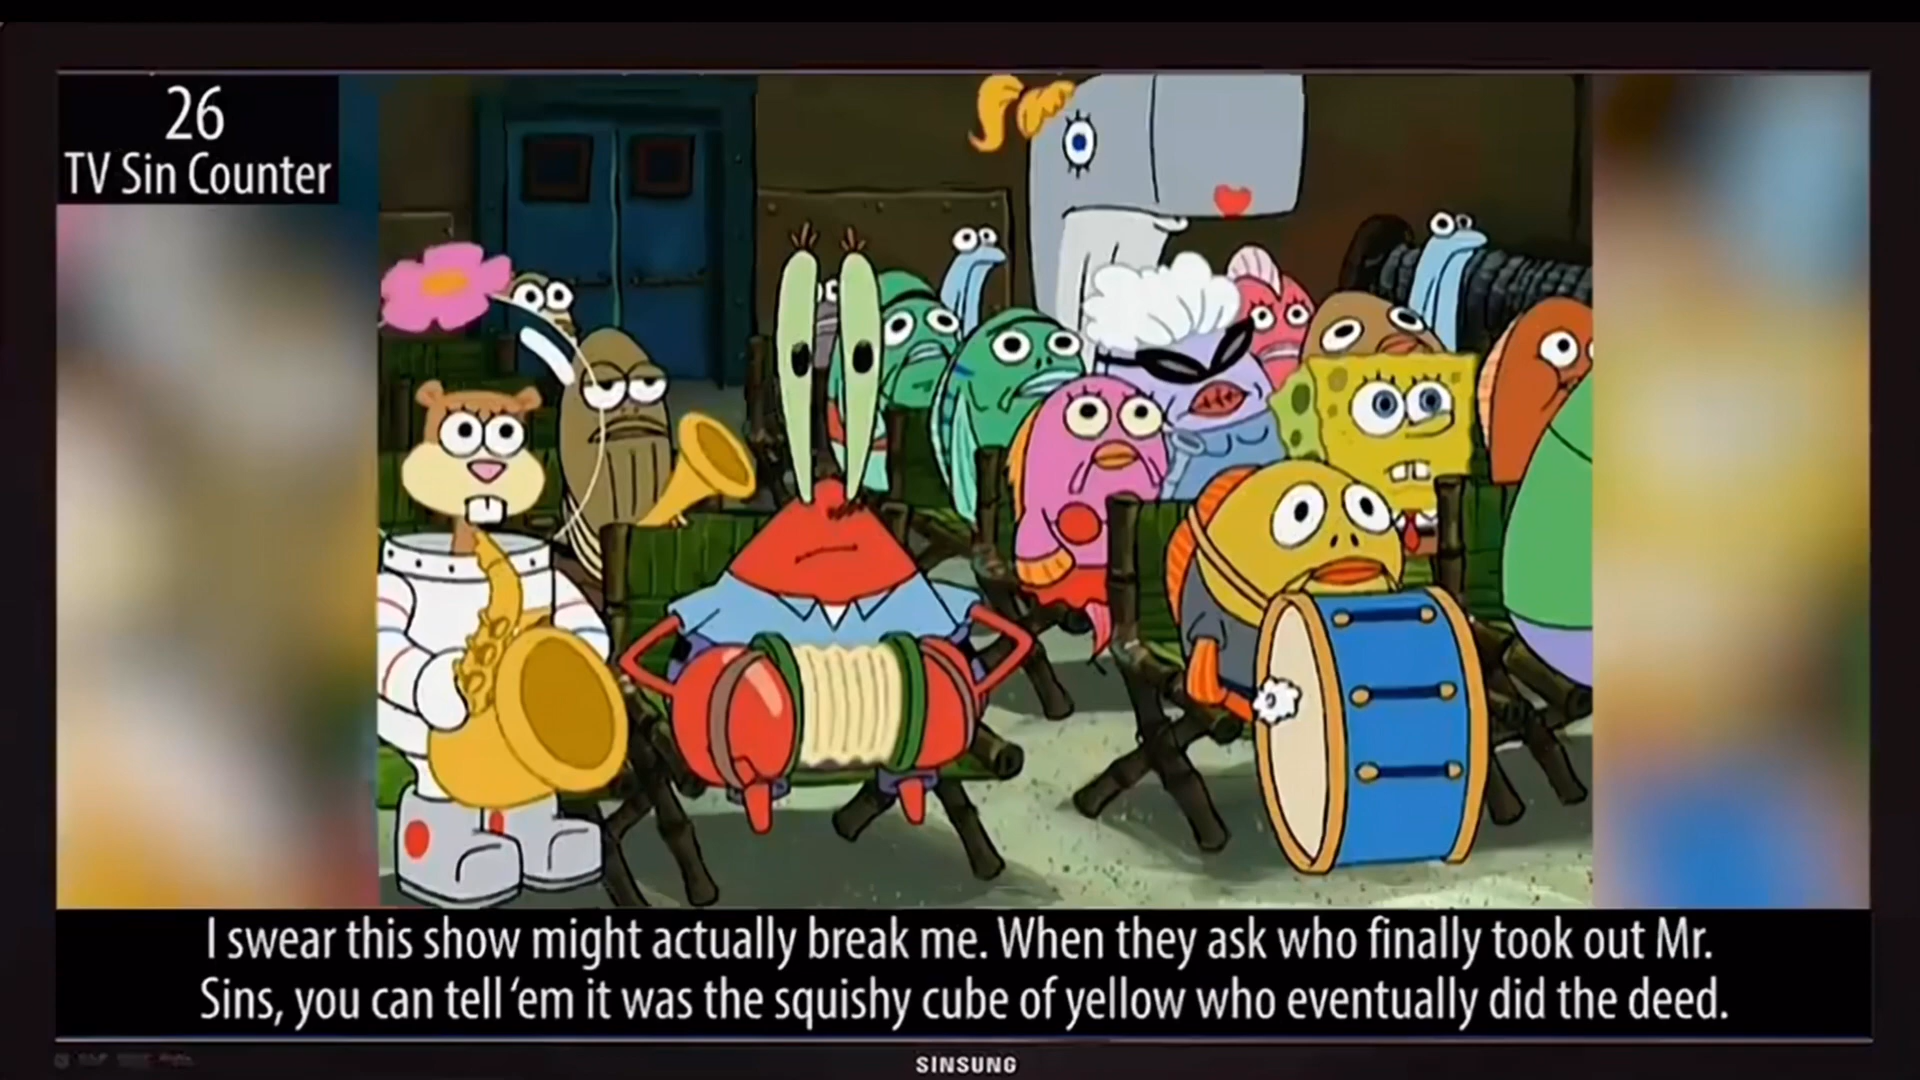 26
TV Sin Counter
I swear this show might actually break me. When they ask who finally took out Mr.
Sins, you can tell ‘em it was the squishy cube of yellow who eventually did the deed.
SINSUNG